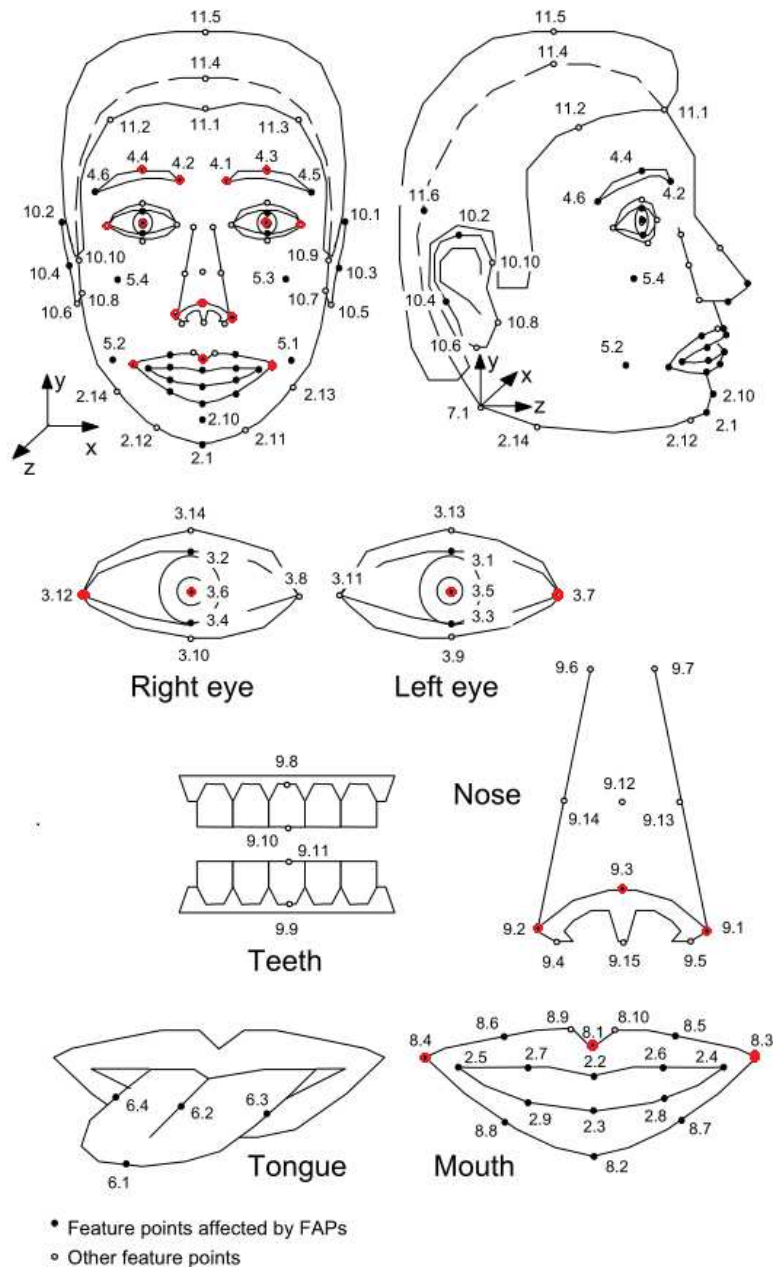 11.5
11.5
11.4
11.4
11.2 11.1 11.3
11.2 11.1
4.4 4.3
4.6 4.2 4.1 4.5
4.4
4.6 4.2
10.2 10.1
11.6 10.2
10.10 10.9
10.10
10.4 5.4 5.3 10.3
5.4
10.8 10.7
10.6 10.5
10.4
10.8
10.6
5.2 5.1
5.2
y
y
x
z
2.14 2.10 2.13
2.10
x
z
2.12 2.11
2.1
7.1
2.14 2.12 2.1
3.14 3.13
3.2 3.1
3.12 3.6 3.8 3.11 3.5 3.7
3.4 3.3
3.10 3.9
Right eye Left eye
9.6 9.7
9.8
Nose
9.12
9.14 9.13
9.10 9.11
9.3
9.9
9.2 9.1
9.4 9.15 9.5
Teeth
8.6 8.9 8.1 8.10 8.5
8.4 8.3
2.5 2.7 2.2 2.6 2.4
6.4 6.2 6.3
2.9 2.3 2.8
8.8 8.7
6.1 8.2
Tongue Mouth
Feature points affected by FAPs
Other feature points